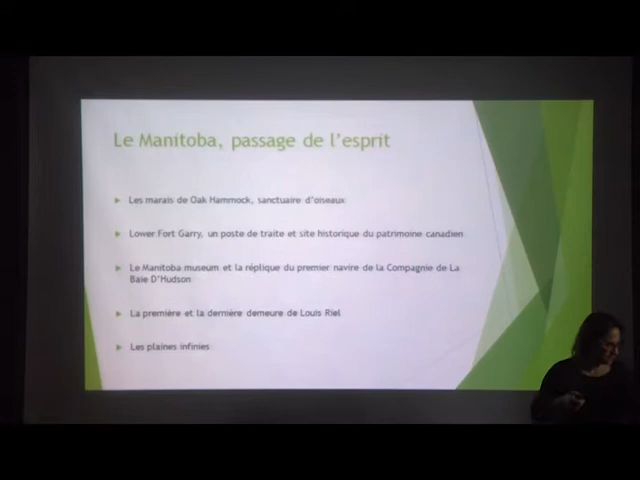 Le Manitoba, passage de l'esprit
Les marais de Oak Hammock, sanctuaire d'oiseaux
Lower Fort Garry, un poste de traite et site historique du patrimoine canadien
Le Manitoba museum et la réplique du premier navire de la Compagnie de La
Baie D'Hudson
La première et la dernière demeure de Louis Riel
Les plaines infinies